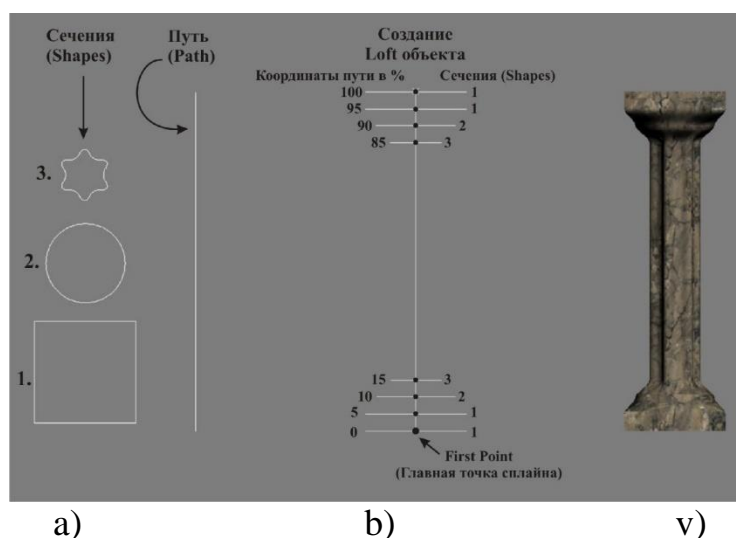 Сечения
(Shapes)
Путь
(Path)
3.
2.
1.
Создание
Loft объекта
Координаты пути в %
Сечения (Shapes)
100 1
95 1
90 2
85 3
15 3
10 2
5 1
0 1
First Point
(Главная точка сплайна)
a)
b)
v)